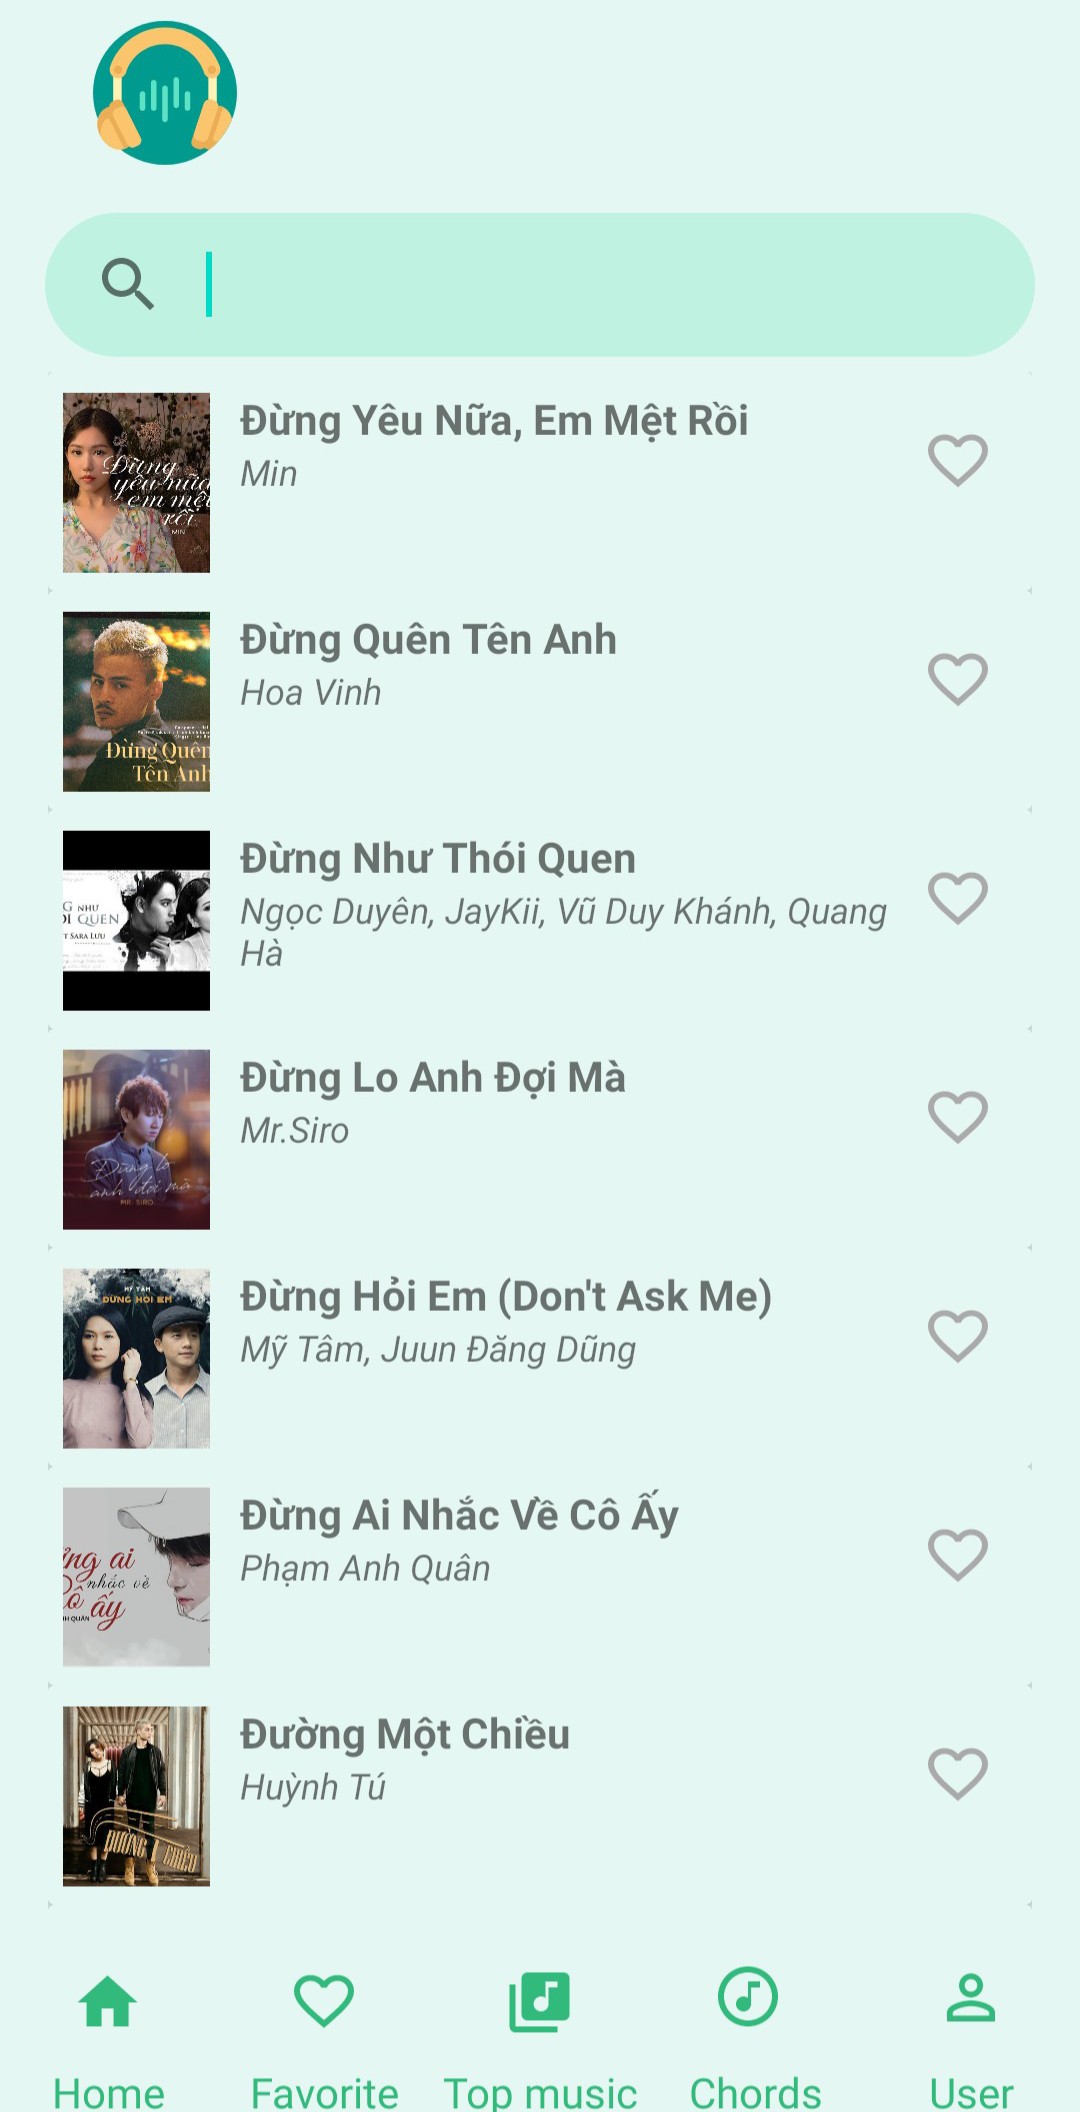 Đừng Yêu Nữa, Em Mệt Rồi
Min
Đừng
yêu nữa
em mệt
rồi
MIN
Đừng Quên Tên Anh
Hoa Vinh
Đừng Quên
Tên Anh
Đừng Như Thói Quen
Ngọc Duyên, JayKii, Vũ Duy Khánh, Quang
Hà
G NHƯ
OI QUEN
T SARA LƯU
Đừng Lo Anh Đợi Mà
Mr.Siro
Đừng lo
anh đợi mà
MR. SIRO
Đừng Hỏi Em (Don't Ask Me)
Mỹ Tâm, Juun Đăng Dũng
MỸ TÂM
ĐỪNG HỎI EM
Đừng Ai Nhắc Về Cô Ấy
Phạm Anh Quân
ừng ai
nhắc về
ô ấy
NH QUÂN
Đường Một Chiều
Huỳnh Tú
ĐƯỜNG 1 CHIỀU
Home
Favorite
Top music
Chords
User